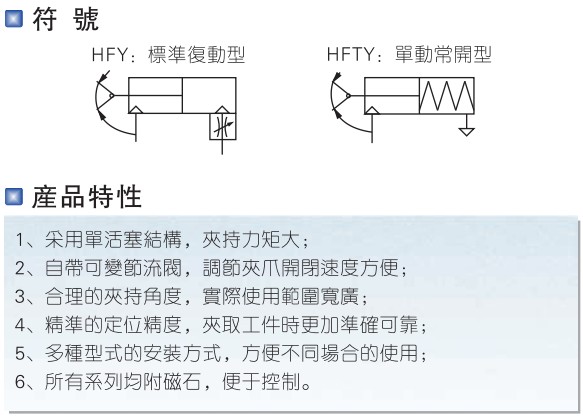 符 號
HFY：標準復動型 HFTY：單動常開型
産品特性
1、采用單活塞結構，夾持力矩大；
2、自帶可變節流閥，調節夾爪開閉速度方便；
3、合理的夾持角度，實際使用範圍寬廣；
4、精準的定位精度，夾取工件時更加準確可靠；
5、多種型式的安裝方式，方便不同場合的使用；
6、所有系列均附磁石，便于控制。